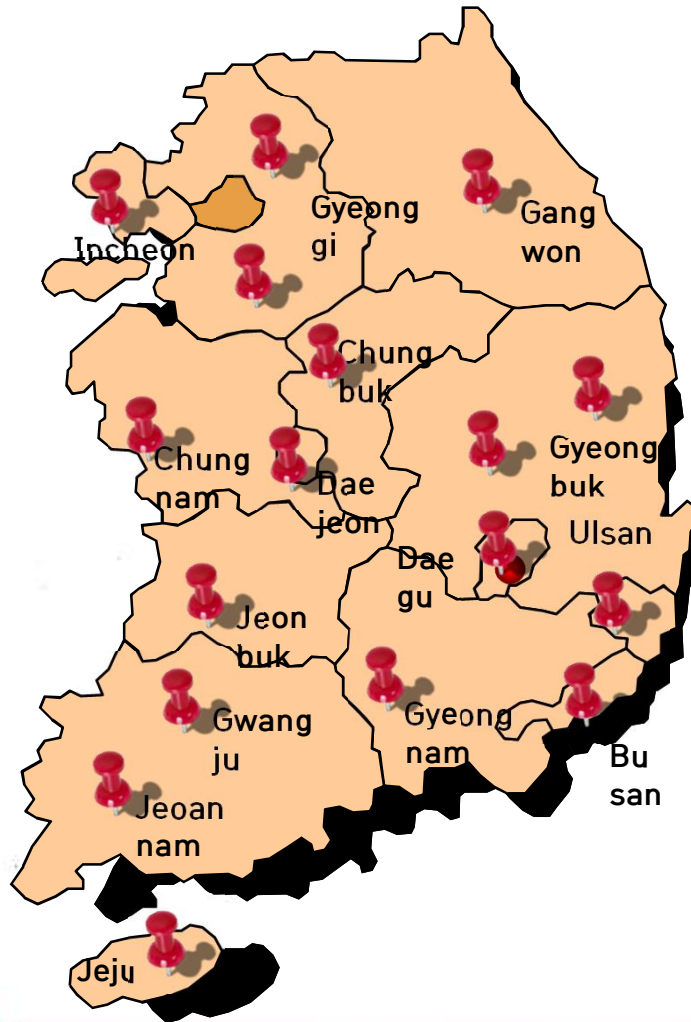 Gyeong
gi
Gang
won
Incheon
Chung
buk
Chung
nam
Dae
jeon
Gyeong
buk
Ulsan
Dae
gu
Jeon
buk
Gwang
ju
Gyeong
nam
Bu
san
Jeoan
nam
Jeju